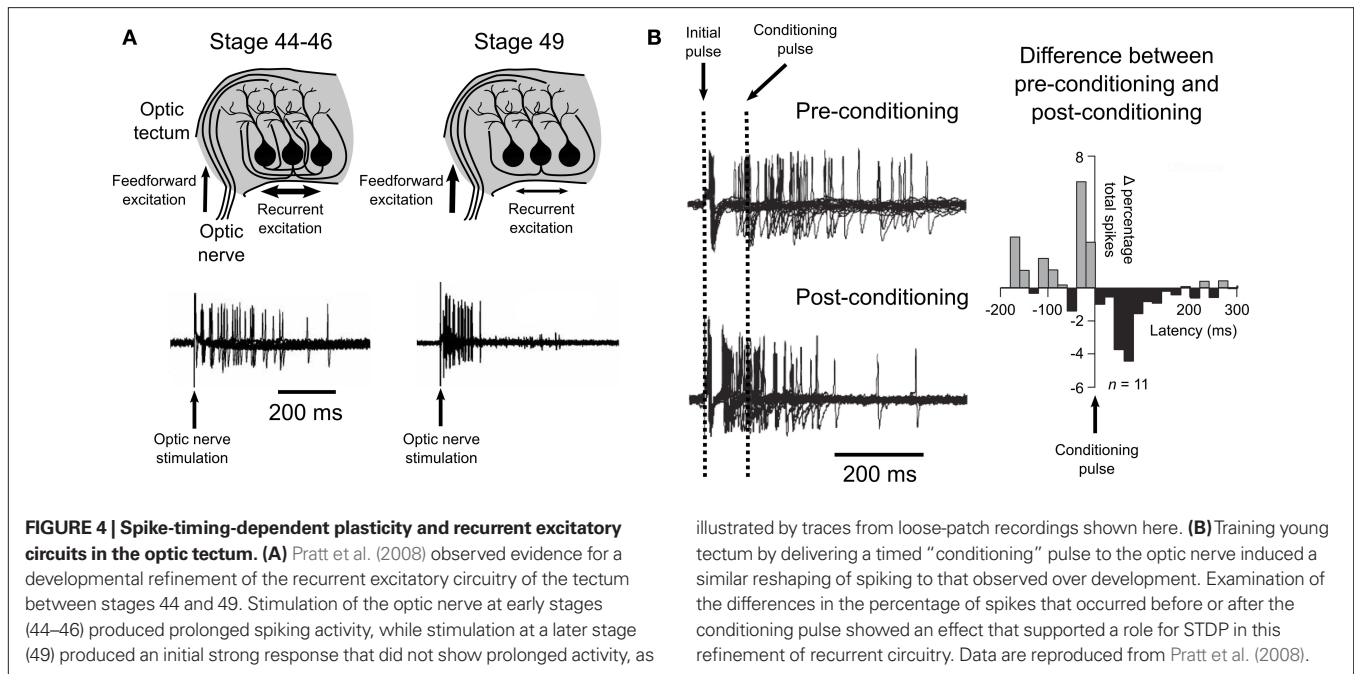 A
Stage 44-46
Stage 49
Optic
tectum
Feedforward
excitation
Recurrent
excitation
Optic
nerve
Feedforward
excitation
Recurrent
excitation
200 ms
Optic nerve
stimulation
Optic nerve
stimulation
B
Initial
pulse
Conditioning
pulse
Pre-conditioning
Post-conditioning
200 ms
Difference between
pre-conditioning and
post-conditioning
8
Δ percentage
total spikes
-200
-100
200
300
Latency (ms)
-2
-4
-6
n = 11
Conditioning
pulse
FIGURE 4 | Spike-timing-dependent plasticity and recurrent excitatory
circuits in the optic tectum. (A) Pratt et al. (2008) observed evidence for a
developmental refinement of the recurrent excitatory circuitry of the tectum
between stages 44 and 49. Stimulation of the optic nerve at early stages
(44–46) produced prolonged spiking activity, while stimulation at a later stage
(49) produced an initial strong response that did not show prolonged activity, as
illustrated by traces from loose-patch recordings shown here. (B) Training young
tectum by delivering a timed “conditioning” pulse to the optic nerve induced a
similar reshaping of spiking to that observed over development. Examination of
the differences in the percentage of spikes that occurred before or after the
conditioning pulse showed an effect that supported a role for STDP in this
refinement of recurrent circuitry. Data are reproduced from Pratt et al. (2008).